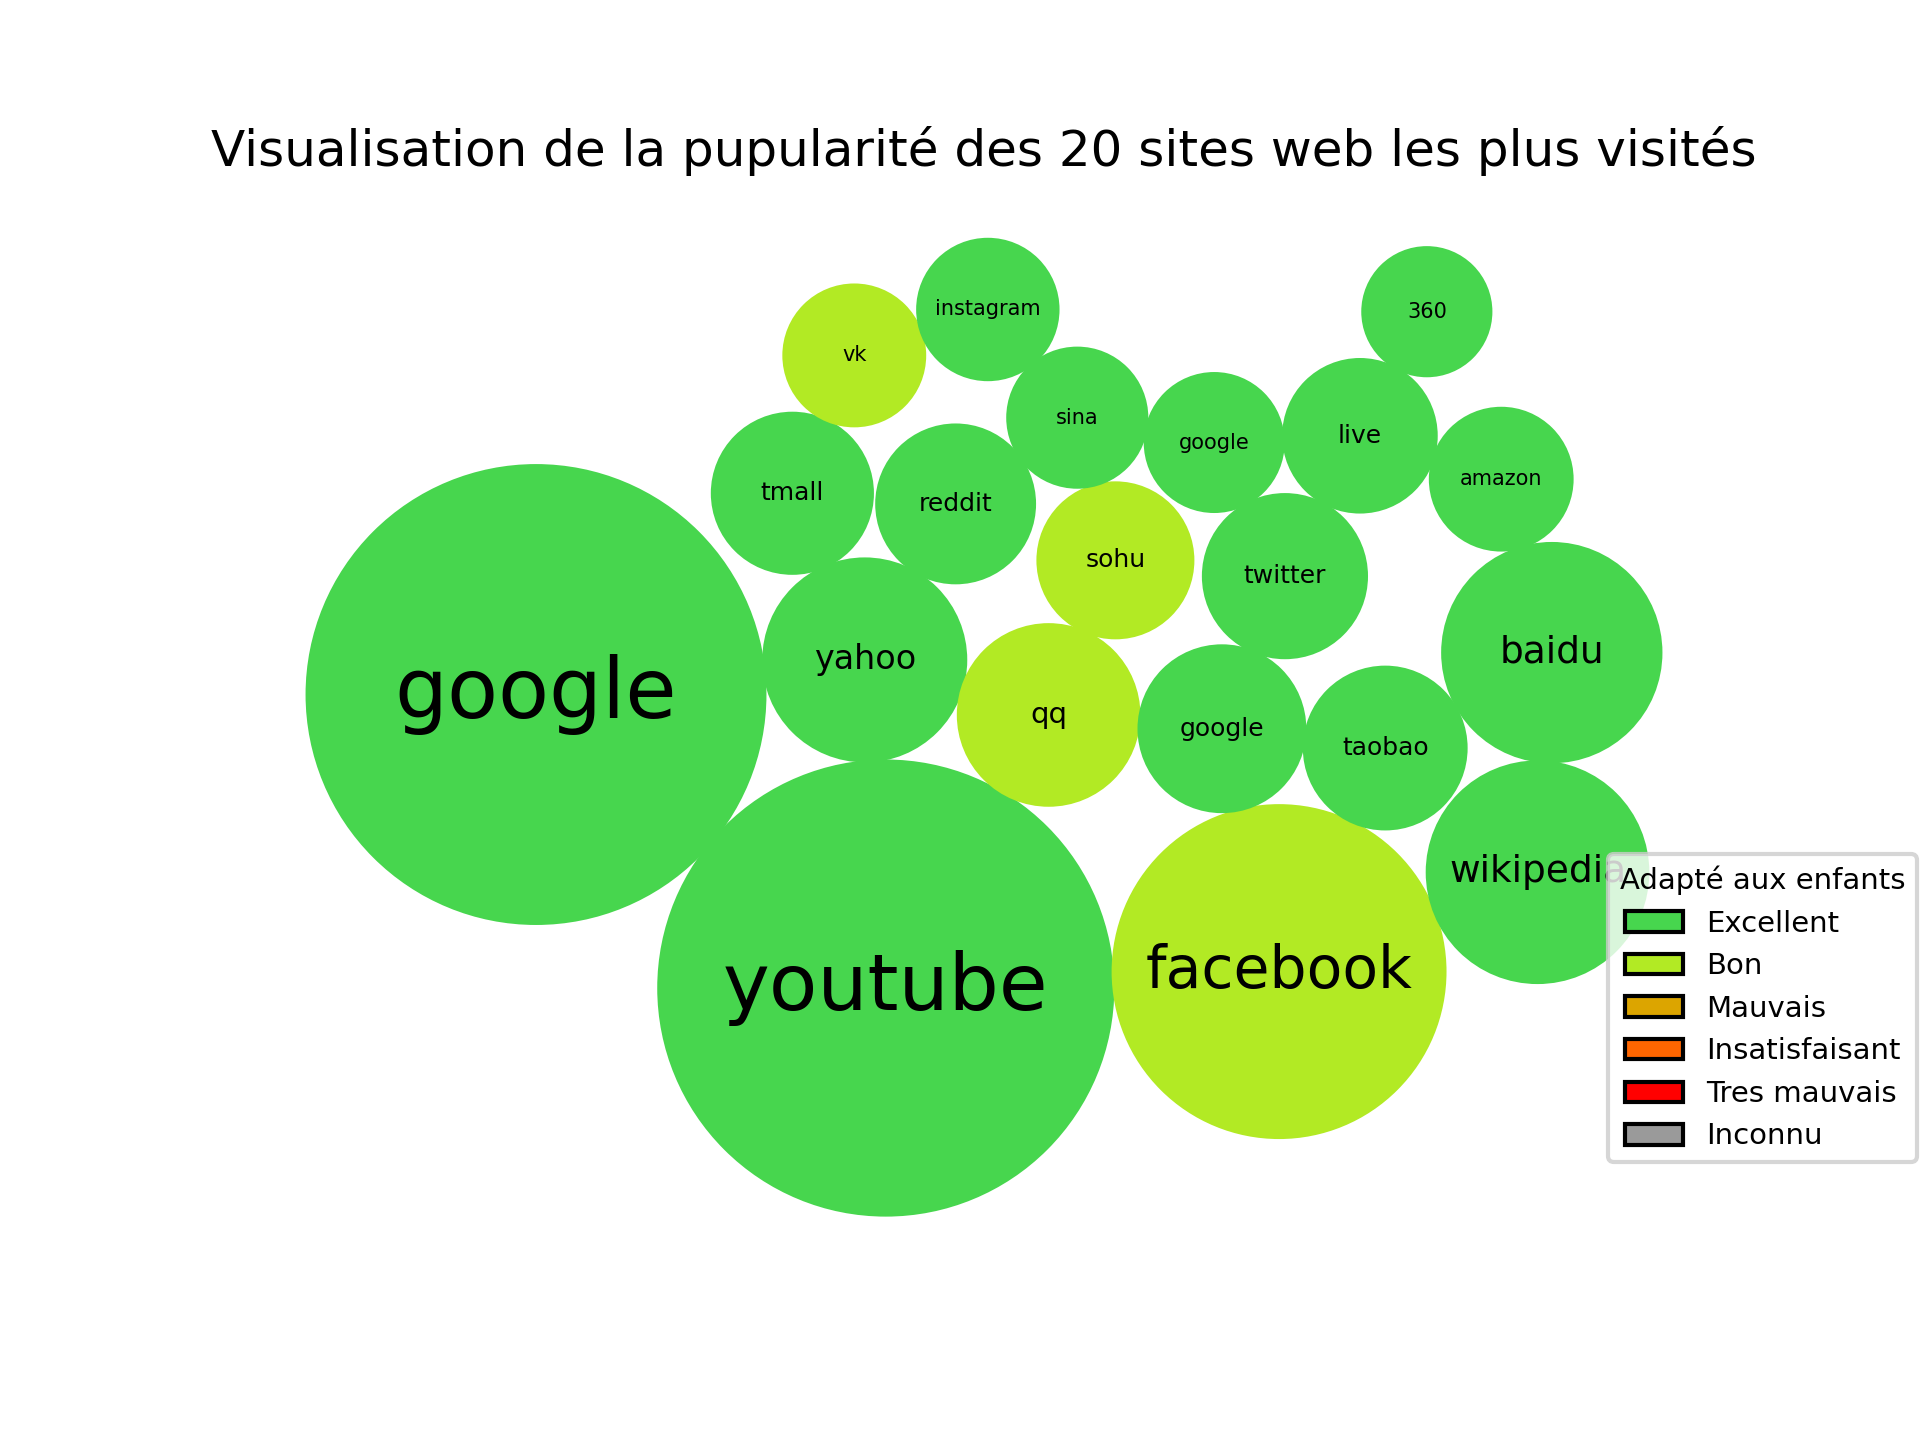 Visualisation de la pupularité des 20 sites web les plus visités
instagram
360
vk
sina
google
live
amazon
tmall
reddit
sohu
twitter
google
yahoo
qq
google
taobao
baidu
youtube
facebook
wikipedia
Adapté aux enfants
Excellent
Bon
Mauvais
Insatisfaisant
Tres mauvais
Inconnu